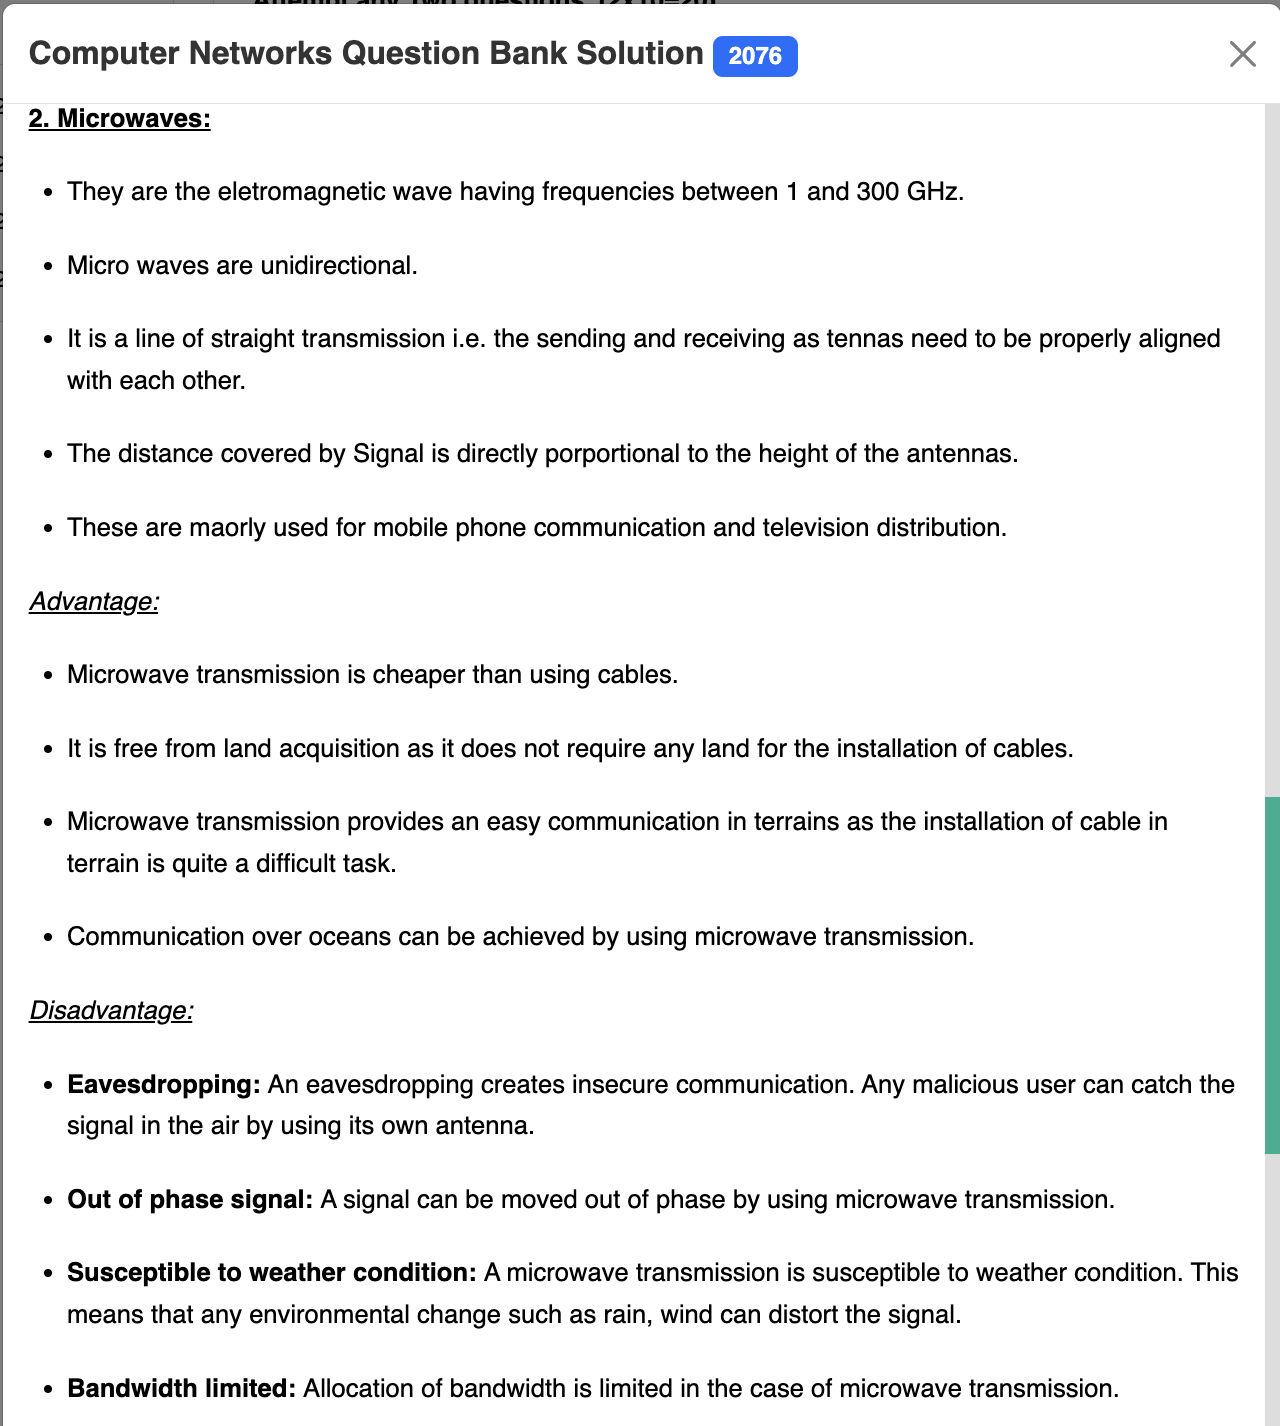 Attempt any Two questions. (2x10=20)
Computer Networks Question Bank Solution 2076
2. Microwaves:
They are the eletromagnetic wave having frequencies between 1 and 300 GHz.
Micro waves are unidirectional.
It is a line of straight transmission i.e. the sending and receiving as tennas need to be properly aligned
with each other.
The distance covered by Signal is directly porportional to the height of the antennas.
These are maorly used for mobile phone communication and television distribution.
Advantage:
Microwave transmission is cheaper than using cables.
It is free from land acquisition as it does not require any land for the installation of cables.
Microwave transmission provides an easy communication in terrains as the installation of cable in
terrain is quite a difficult task.
Communication over oceans can be achieved by using microwave transmission.
Disadvantage:
Eavesdropping: An eavesdropping creates insecure communication. Any malicious user can catch the
signal in the air by using its own antenna.
Out of phase signal: A signal can be moved out of phase by using microwave transmission.
Susceptible to weather condition: A microwave transmission is susceptible to weather condition. This
means that any environmental change such as rain, wind can distort the signal.
Bandwidth limited: Allocation of bandwidth is limited in the case of microwave transmission.